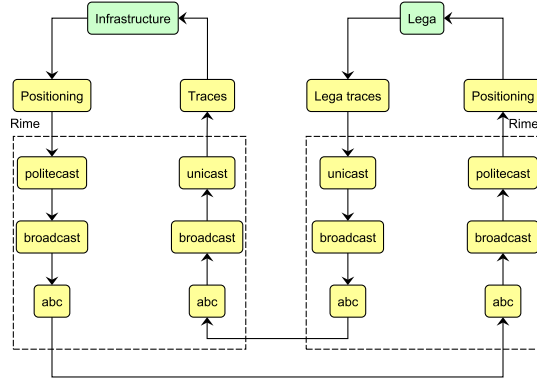 Infrastructure
Lega
Positioning
Traces
Lega traces
Positioning
Rime
Rime
politecast
unicast
unicast
politecast
broadcast
broadcast
broadcast
broadcast
abc
abc
abc
abc